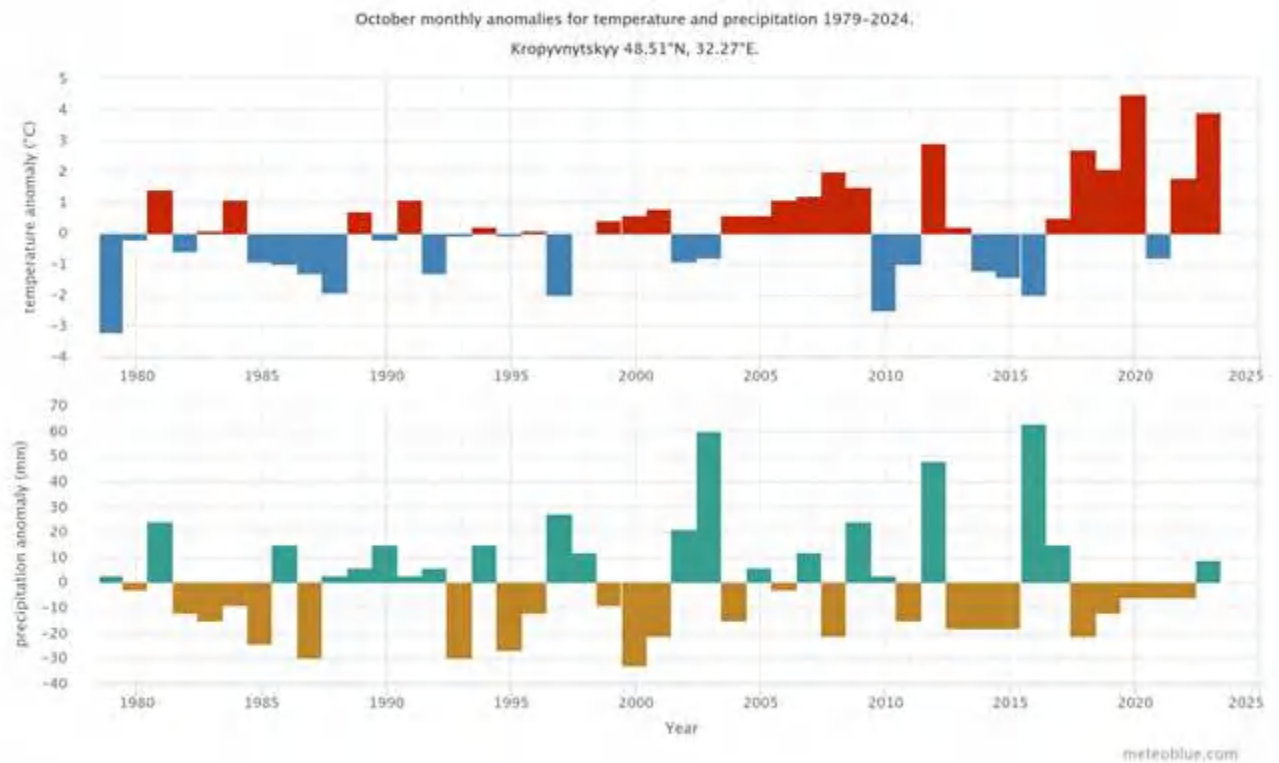 October monthly anomalies for temperature and precipitation 1979-2024.
Kropyvnytskyy 48.51°N, 32.27°E.
temperature anomaly (°C)
5
4
3
2
1
0
-1
-2
-3
-4
1980 1985 1990 1995 2000 2005 2010 2015 2020 2025
precipitation anomaly (mm)
70
60
50
40
30
20
10
0
-10
-20
-30
-40
1980 1985 1990 1995 2000 2005 2010 2015 2020 2025
Year
meteoblue.com